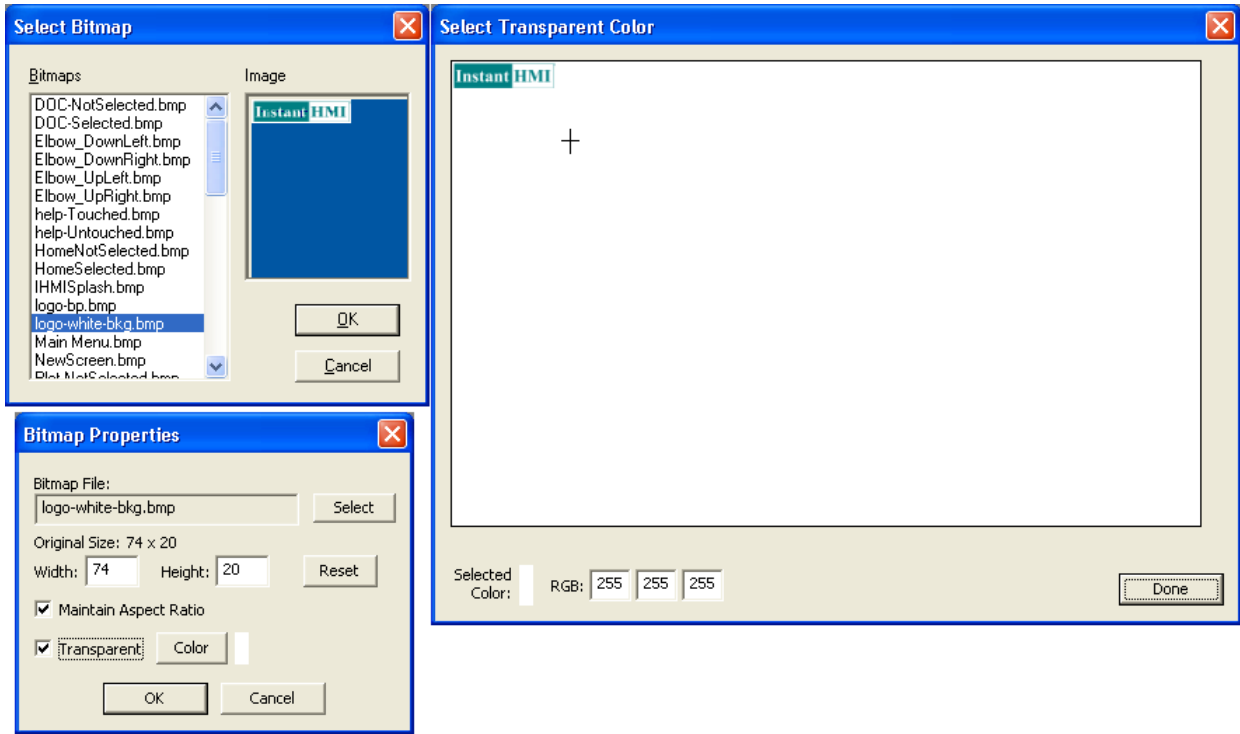 Select Bitmap
Bitmaps
Image
DOC-NotSelected.bmp
DOC-Selected.bmp
Elbow_DownLeft.bmp
Elbow_DownRight.bmp
Elbow_UpLeft.bmp
Elbow_UpRight.bmp
help-Touched.bmp
help-Untouched.bmp
HomeNotSelected.bmp
HomeSelected.bmp
IHMISplash.bmp
logo-bp.bmp
logo-white-bkg.bmp
Main Menu.bmp
NewScreen.bmp
Plot-NotSelected.bmp
Instant HMI
OK
Cancel
Bitmap Properties
Bitmap File:
logo-white-bkg.bmp
Select
Original Size: 74 x 20
Width: 74 Height: 20 Reset
Maintain Aspect Ratio
Transparent Color
OK Cancel
Select Transparent Color
Instant HMI
Selected
Color:
RGB: 255 255 255
Done